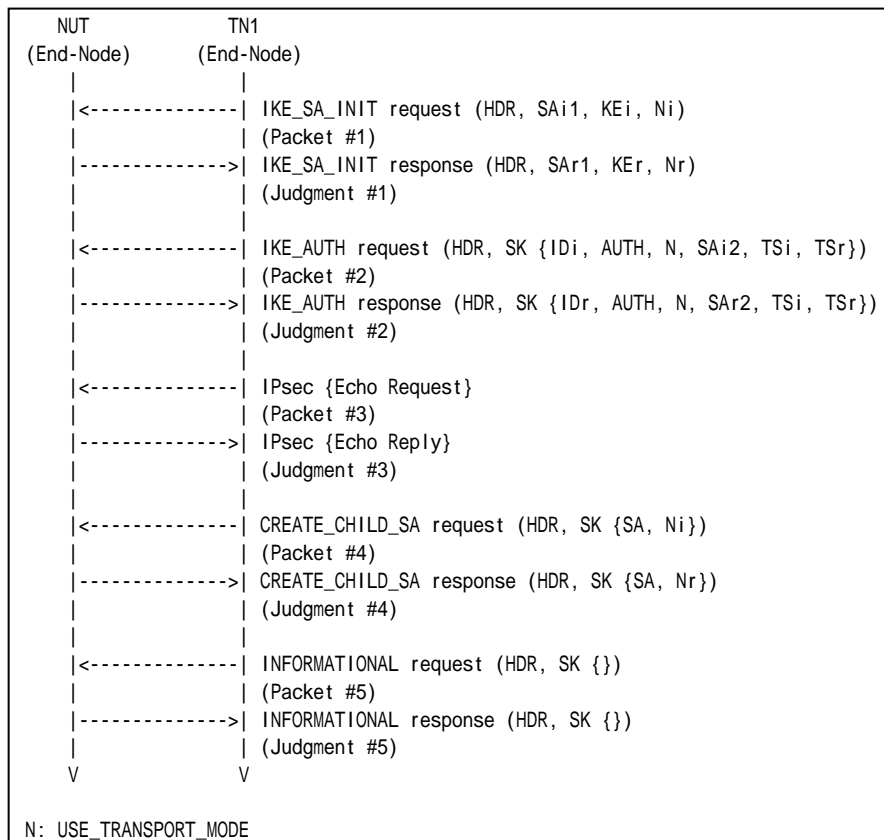 NUT TN1
(End-Node) (End-Node)
| |
|<--------------| IKE_SA_INIT request (HDR, SAi1, KEi, Ni)
| | (Packet #1)
|-------------->| IKE_SA_INIT response (HDR, SAr1, KEr, Nr)
| | (Judgment #1)
| |
|<--------------| IKE_AUTH request (HDR, SK {IDi, AUTH, N, SAi2, TSi, TSr})
| | (Packet #2)
|-------------->| IKE_AUTH response (HDR, SK {IDr, AUTH, N, SAr2, TSi, TSr})
| | (Judgment #2)
| |
|<--------------| IPsec {Echo Request}
| | (Packet #3)
|-------------->| IPsec {Echo Reply}
| | (Judgment #3)
| |
|<--------------| CREATE_CHILD_SA request (HDR, SK {SA, Ni})
| | (Packet #4)
|-------------->| CREATE_CHILD_SA response (HDR, SK {SA, Nr})
| | (Judgment #4)
| |
|<--------------| INFORMATIONAL request (HDR, SK {})
| | (Packet #5)
|-------------->| INFORMATIONAL response (HDR, SK {})
| | (Judgment #5)
V V
N: USE_TRANSPORT_MODE